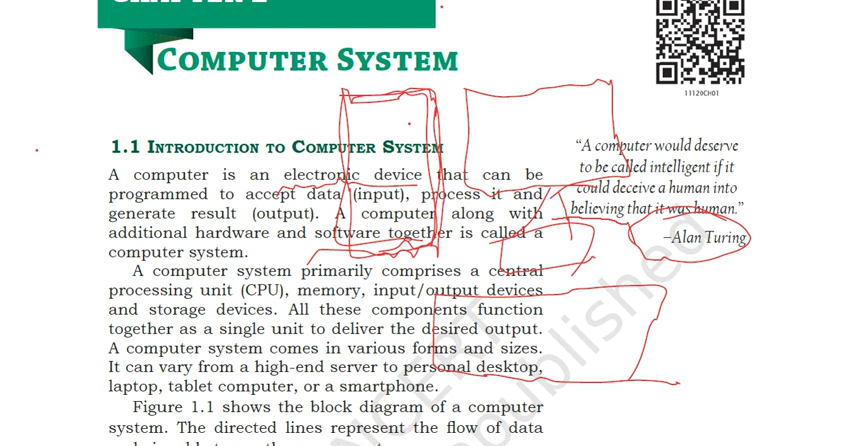 COMPUTER SYSTEM
11120CH01
1.1 INTRODUCTION TO COMPUTER SYSTEM
A computer is an electronic device that can be
programmed to accept data (input), process it and
generate result (output). A computer along with
additional hardware and software together is called a
computer system.
A computer system primarily comprises a central
processing unit (CPU), memory, input/output devices
and storage devices. All these components function
together as a single unit to deliver the desired output.
A computer system comes in various forms and sizes.
It can vary from a high-end server to personal desktop,
laptop, tablet computer, or a smartphone.
Figure 1.1 shows the block diagram of a computer
system. The directed lines represent the flow of data
“A computer would deserve
to be called intelligent if it
could deceive a human into
believing that it was human.”
–Alan Turing
NCERT
republished